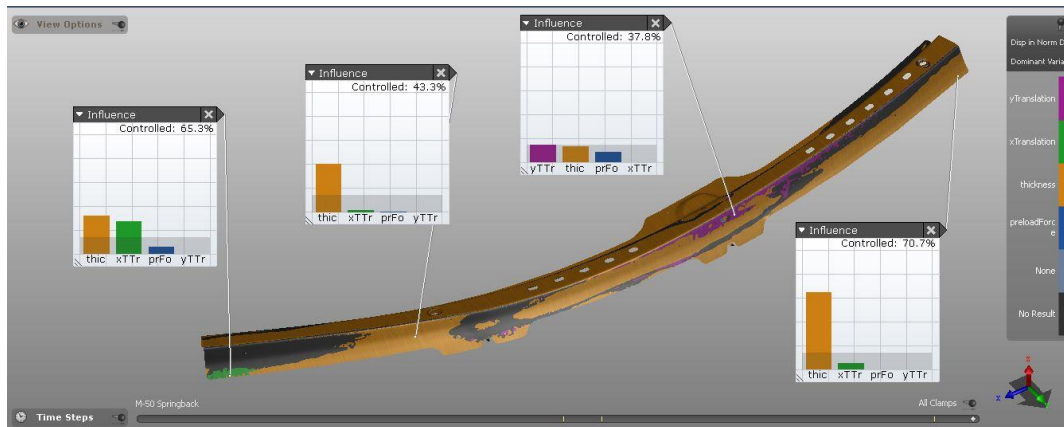 View Options
Influence
Controlled: 65.3%
thic xTTr prFo yTTr
Influence
Controlled: 43.3%
thic xTTr prFo yTTr
Influence
Controlled: 37.8%
yTTr thic prFo xTTr
Influence
Controlled: 70.7%
thic xTTr prFo yTTr
Disp in Norm D
Dominant Varia
yTranslation
xTranslation
thickness
preloadForc
e
None
No Result
z
x
M-50 Springback
All Clamps
Time Steps